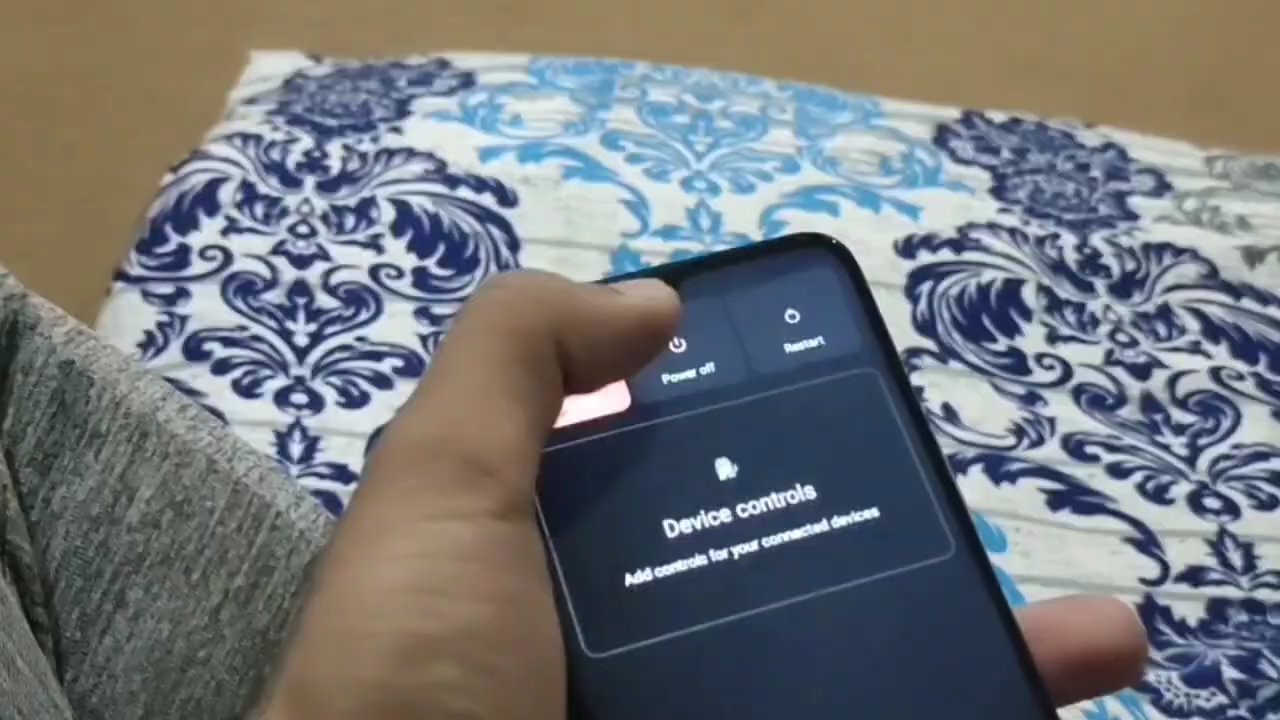 Power off
Restart
Device controls
Add controls for your connected devices